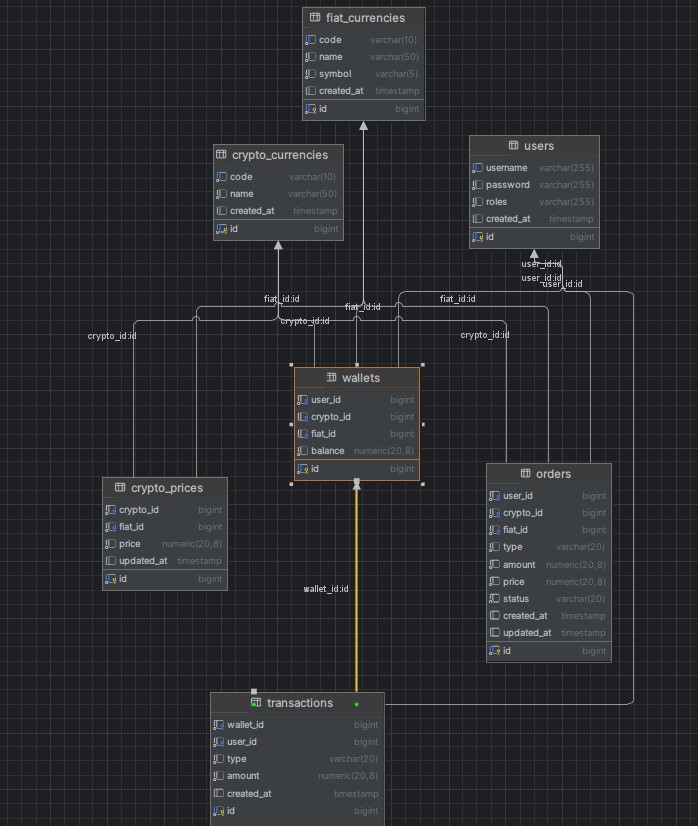 fiat_currencies
code varchar(10)
name varchar(50)
symbol varchar(5)
created_at timestamp
id bigint
crypto_currencies
code varchar(10)
name varchar(50)
created_at timestamp
id bigint
users
username varchar(255)
password varchar(255)
roles varchar(255)
created_at timestamp
id bigint
user_id:id
user_id:id
user_id:id
fiat_id:id
fiat_id:id
fiat_id:id
crypto_id:id
crypto_id:id
crypto_id:id
wallets
user_id bigint
crypto_id bigint
fiat_id bigint
balance numeric(20,8)
id bigint
crypto_prices
crypto_id bigint
fiat_id bigint
price numeric(20,8)
updated_at timestamp
id bigint
orders
user_id bigint
crypto_id bigint
fiat_id bigint
type varchar(20)
amount numeric(20,8)
price numeric(20,8)
status varchar(20)
created_at timestamp
updated_at timestamp
id bigint
wallet_id:id
transactions
wallet_id bigint
user_id bigint
type varchar(20)
amount numeric(20,8)
created_at timestamp
id bigint